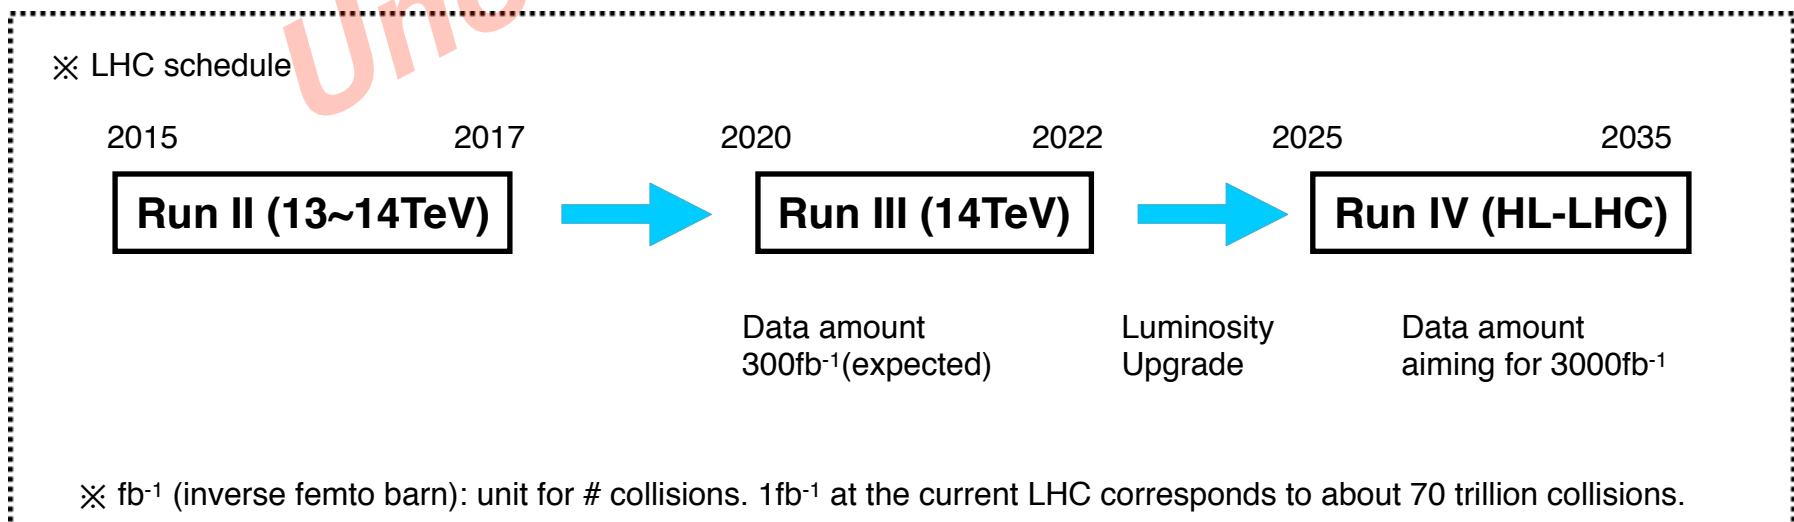 ※ LHC schedule
2015 2017 2020 2022 2025 2035
Run II (13~14TeV) Run III (14TeV) Run IV (HL-LHC)
Data amount Luminosity Data amount
300fb⁻¹(expected) Upgrade aiming for 3000fb⁻¹
※ fb⁻¹ (inverse femto barn): unit for # collisions. 1fb⁻¹ at the current LHC corresponds to about 70 trillion collisions.